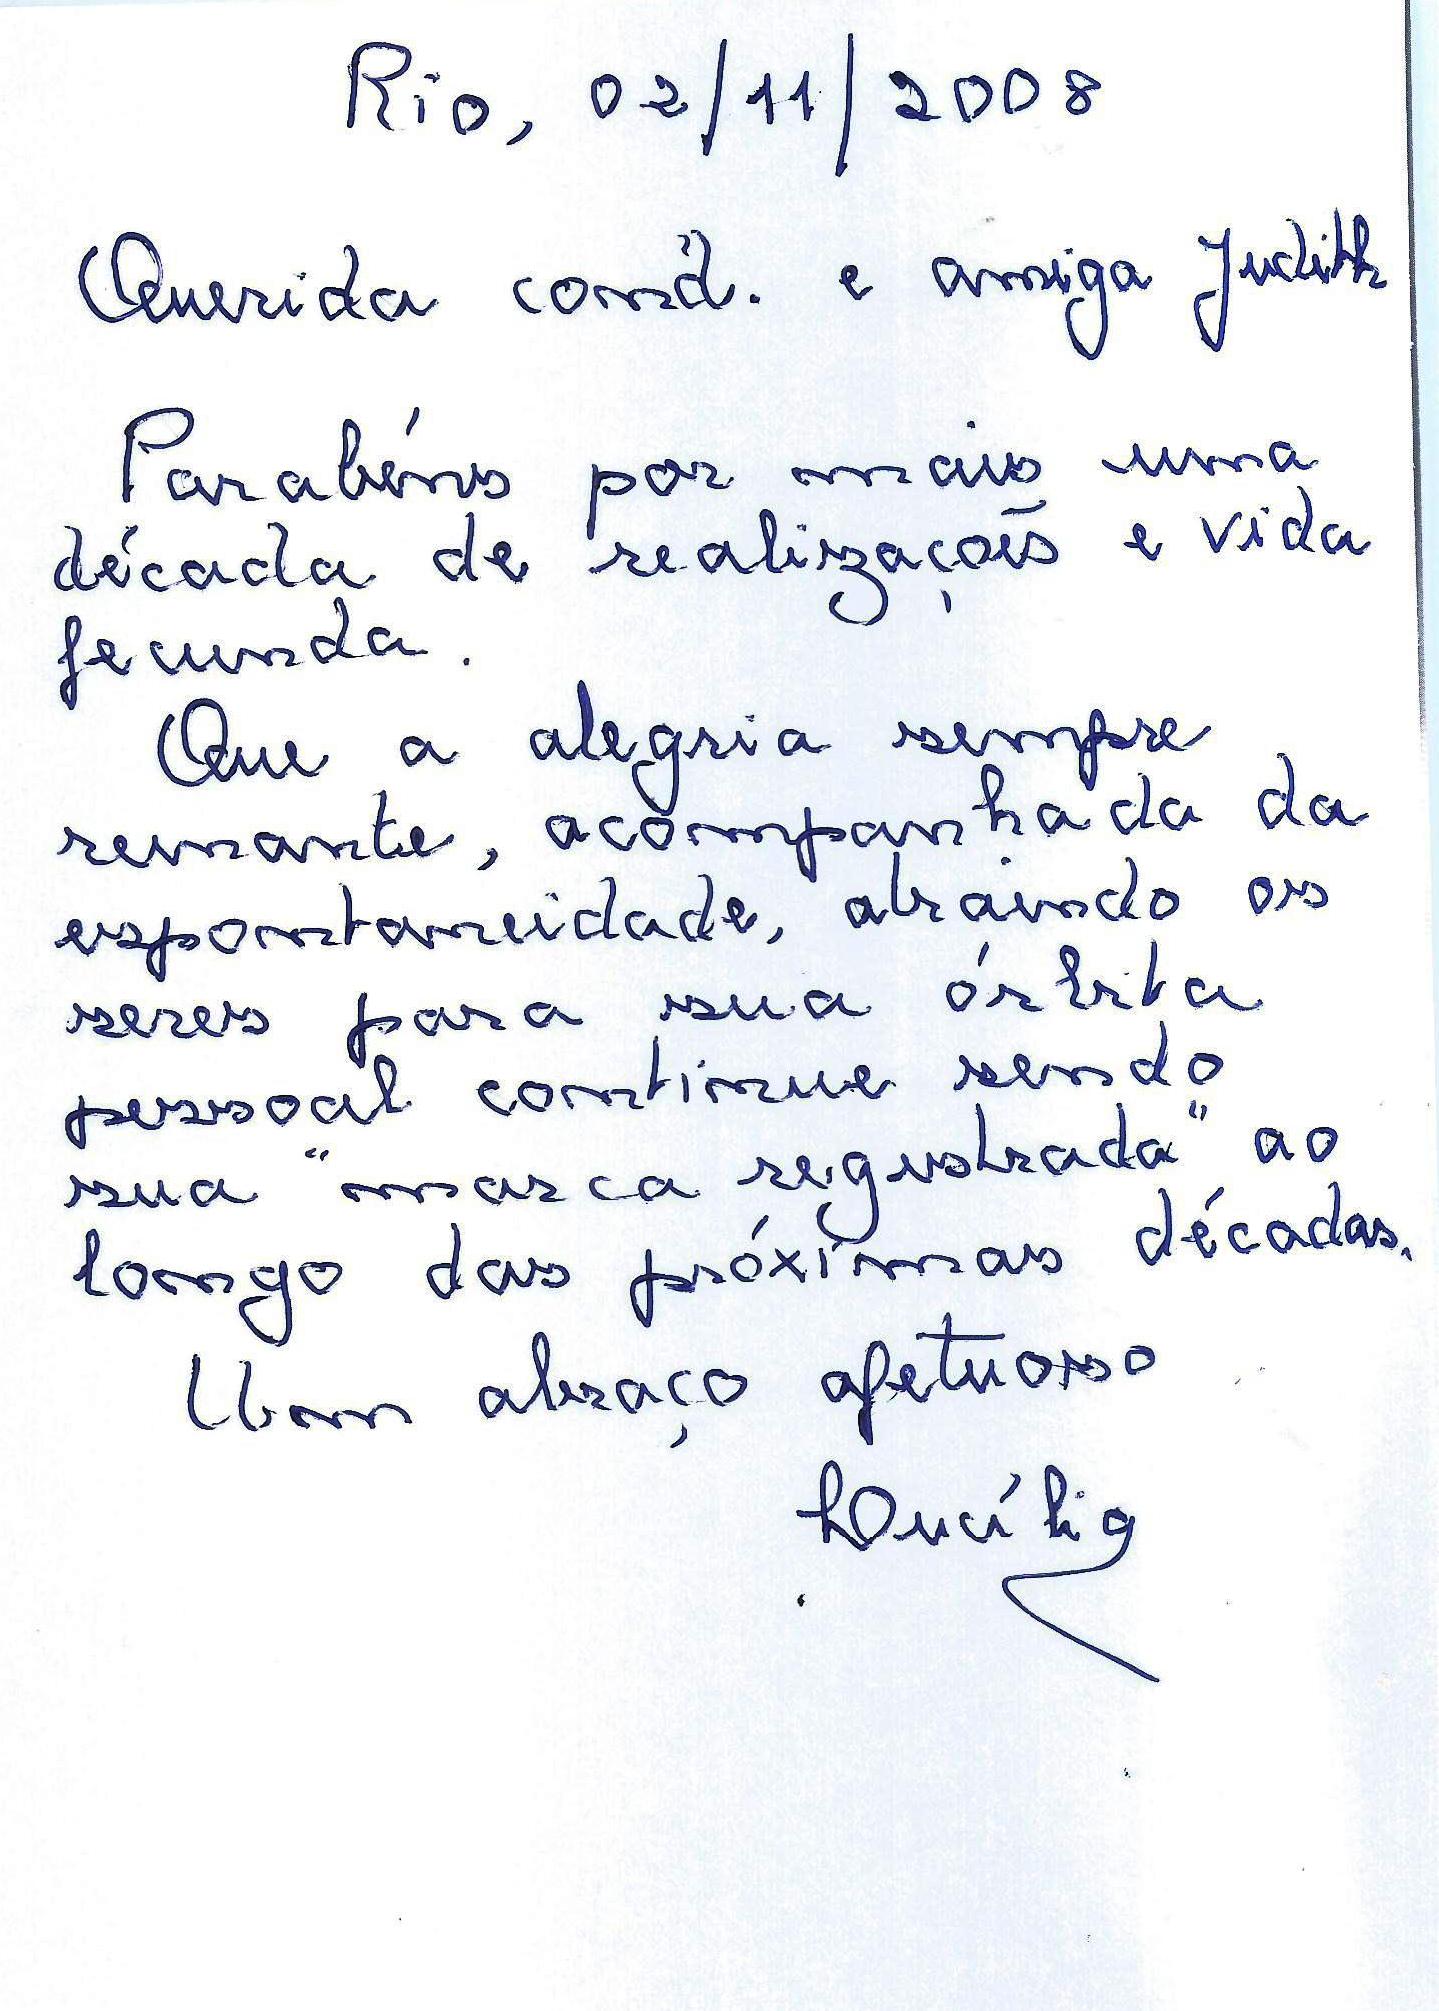 Rio, 02/11/2008
Querida e amiga Judith
Parabéns por mais uma
década de realizações e vida
fecunda.
Que a alegria sempre
reinante, acompanhada da
espontaneidade, atraindo os
seres para sua órbita
pessoal continue sendo
sua "marca registrada" ao
longo das próximas décadas.
Um abraço afetuoso